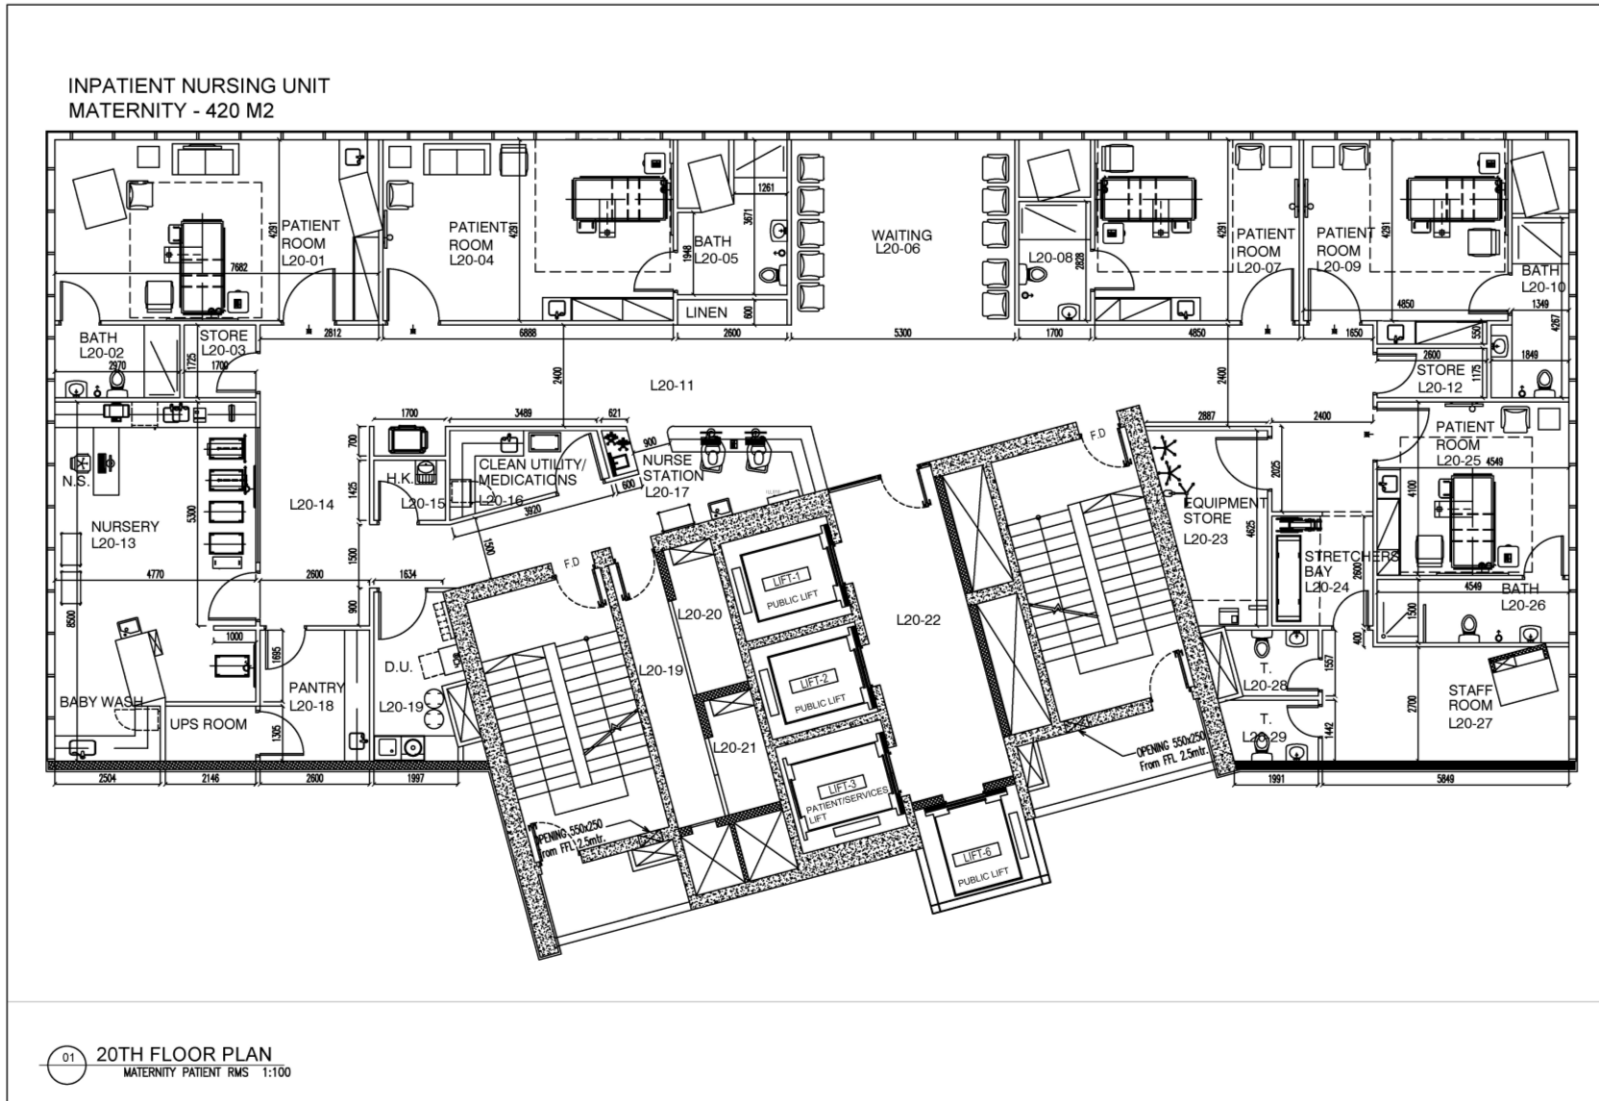 INPATIENT NURSING UNIT
MATERNITY - 420 M2
PATIENT
ROOM
L20-01
4291
7682
PATIENT
ROOM
L20-04
4291
BATH
L20-05
1261
3671
1948
LINEN
600
WAITING
L20-06
L20-08
2828
4291
PATIENT
ROOM
L20-07
PATIENT
ROOM
L20-09
4291
BATH
L20-10
4850
1349
4267
2812
6888
2600
5300
1700
4850
1650
BATH
L20-02
2970
STORE
L20-03
1700
1725
2400
L20-11
2400
550
2600
1849
STORE
L20-12
1175
1700
3489
621
2887
2400
700
900
F.D
N.S.
NURSERY
L20-13
5300
L20-14
H.K.
L20-15
1425
CLEAN UTILITY/
MEDICATIONS
L20-16
600
3920
NURSE
STATION
L20-17
2025
EQUIPMENT
STORE
L20-23
4625
PATIENT
ROOM
L20-25
4549
4100
STRETCHERS
BAY
L20-24
2600
4770
2600
1500
1634
1605
F.D
900
8500
1000
1695
LIFT-1
PUBLIC LIFT
L20-20
L20-22
4549
BATH
L20-26
1500
400
BABY WASH
UPS ROOM
PANTRY
L20-18
1305
D.U.
L20-19
L20-19
LIFT-2
PUBLIC LIFT
L20-21
LIFT-3
PATIENT/SERVICES
LIFT
T.
L20-28
1557
T.
L20-29
1442
2700
STAFF
ROOM
L20-27
OPENING 550x250
From FFL 2.5mtr.
2504
2146
2600
1997
1991
5849
OPENING 550x250
From FFL 2.5mtr.
LIFT-6
PUBLIC LIFT
01
20TH FLOOR PLAN
MATERNITY PATIENT RMS 1:100